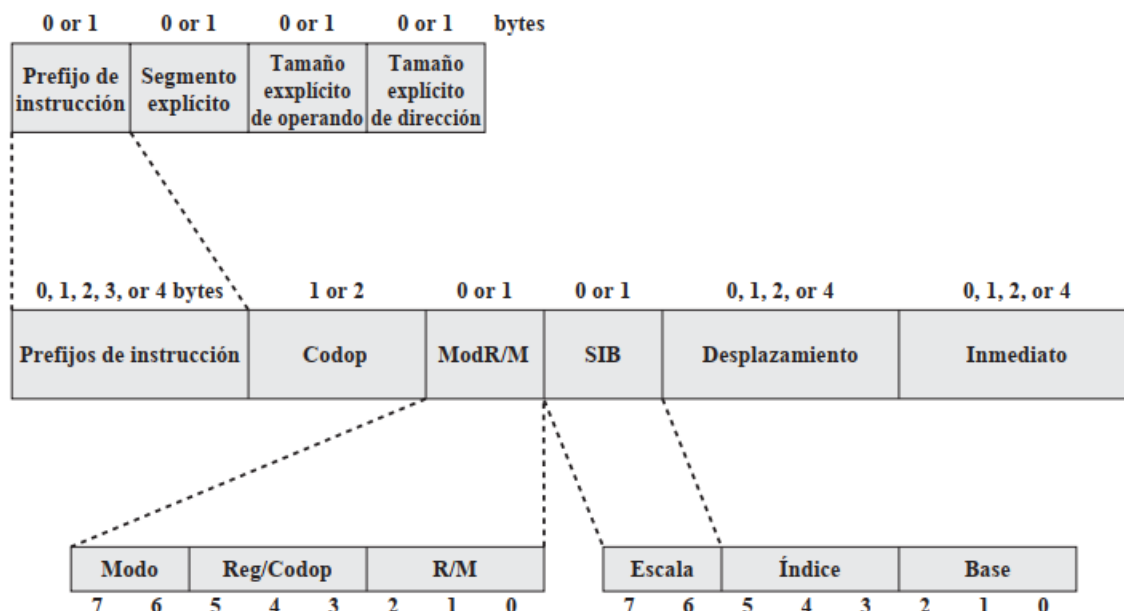 0 or 1 0 or 1 0 or 1 0 or 1 bytes
Prefijo de instrucción
Segmento explícito
Tamaño exxplícito de operando
Tamaño explícito de dirección
0, 1, 2, 3, or 4 bytes 1 or 2 0 or 1 0 or 1 0, 1, 2, or 4 0, 1, 2, or 4
Prefijos de instrucción Codop ModR/M SIB Desplazamiento Inmediato
Modo Reg/Codop R/M Escala Índice Base
7 6 5 4 3 2 1 0 7 6 5 4 3 2 1 0